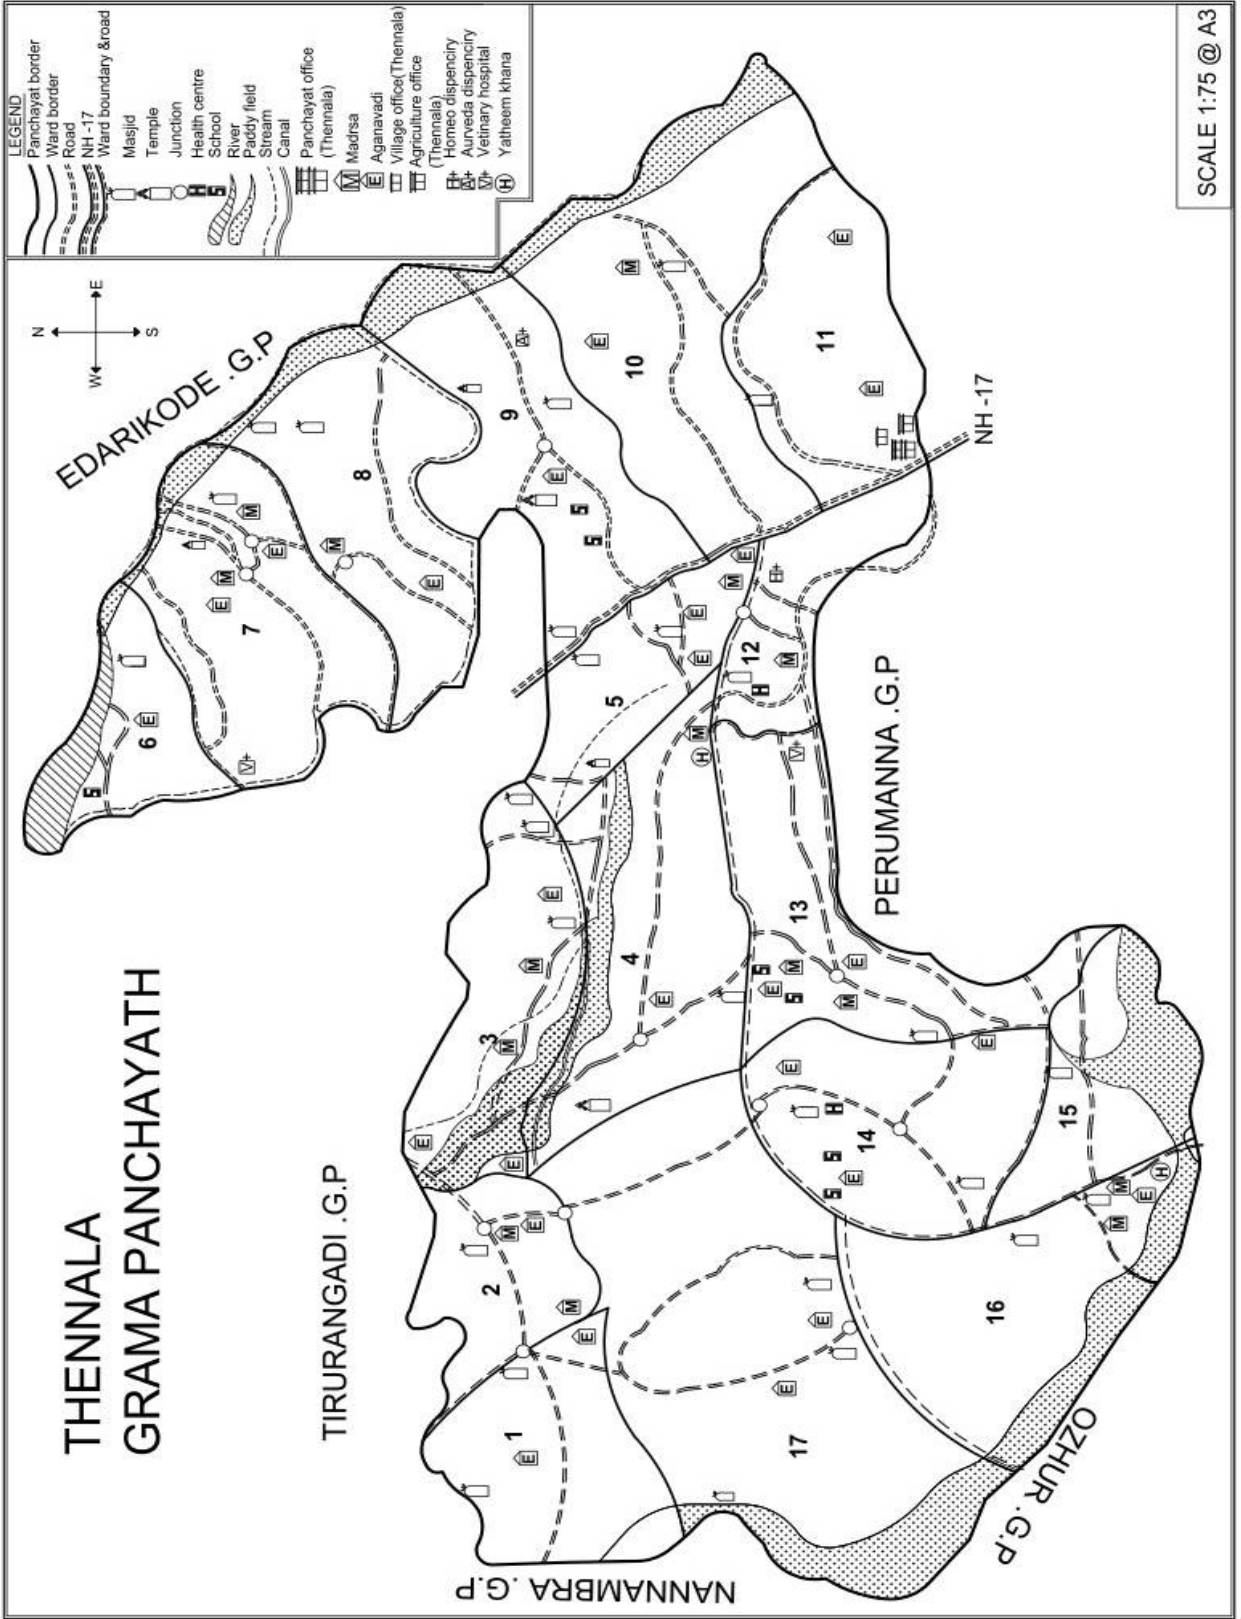 THENNALA
GRAMA PANCHAYATH
LEGEND
Panchayat border
Ward border
Road
NH -17
Ward boundary &road
Masjid
Temple
Junction
Health centre
School
River
Paddy field
Stream
Canal
Panchayat office
(Thennala)
Madrsa
Aganavadi
Village office(Thennala)
Agriculture office
(Thennala)
Homeo dispenciry
Aurveda dispenciry
Vetinary hospital
Yatheem khana
N
W E
S
EDARIKODE .G.P
TIRURANGADI .G.P
NANNAMBRA .G.P
OZHUR .G.P
PERUMANNA .G.P
NH -17
1
2
3
4
5
6
7
8
9
10
11
12
13
14
15
16
17
SCALE 1:75 @ A3